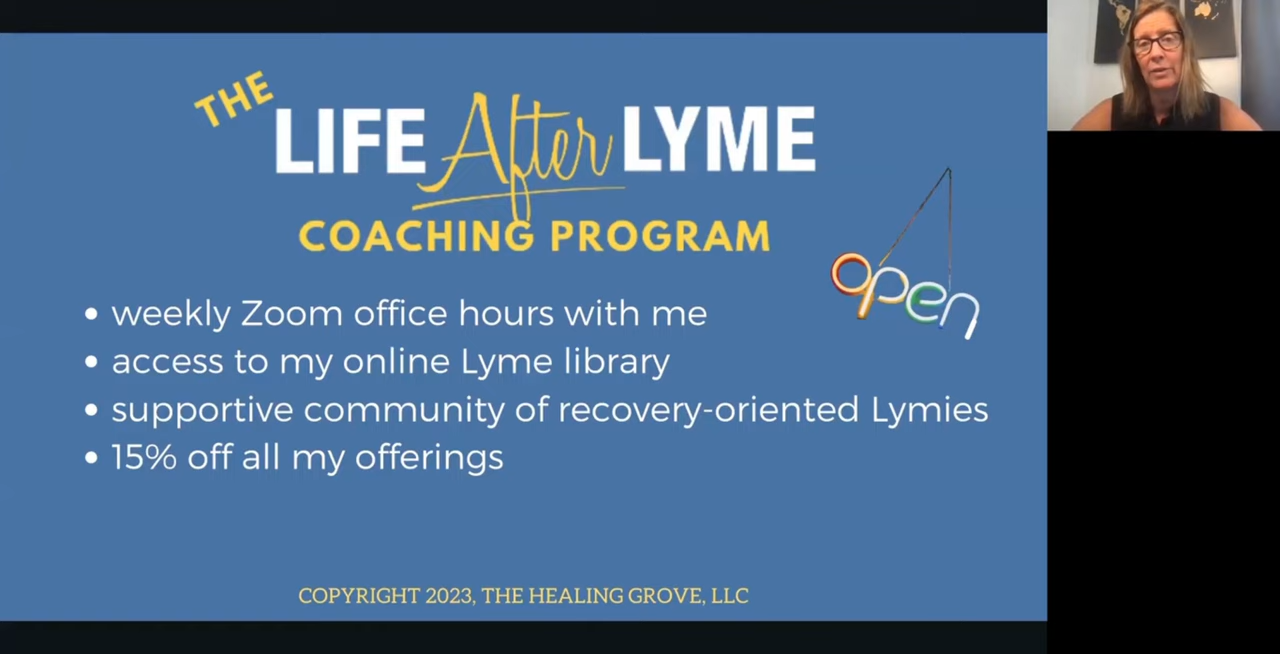 THE
LIFE After LYME
COACHING PROGRAM
open
• weekly Zoom office hours with me
• access to my online Lyme library
• supportive community of recovery-oriented Lymies
• 15% off all my offerings
COPYRIGHT 2023, THE HEALING GROVE, LLC